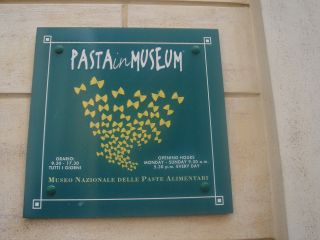 PASTA in MUSEUM
ORARIO:
9.30 - 17.30
TUTTI I GIORNI
OPENING HOURS
MONDAY - SUNDAY 9.30 a.m.
5.30 p.m. EVERY DAY
MUSEO NAZIONALE DELLE PASTE ALIMENTARI